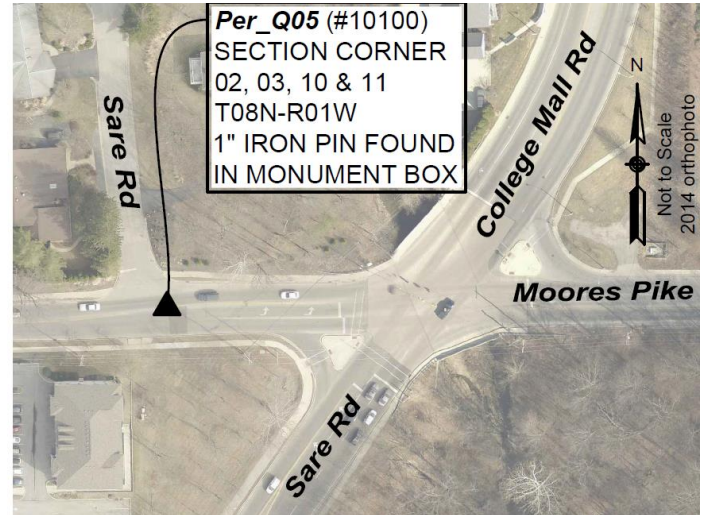 Per_Q05 (#10100)
SECTION CORNER
02, 03, 10 & 11
T08N-R01W
1" IRON PIN FOUND
IN MONUMENT BOX
Sare Rd
College Mall Rd
N
Not to Scale
2014 orthophoto
Moores Pike
Sare Rd